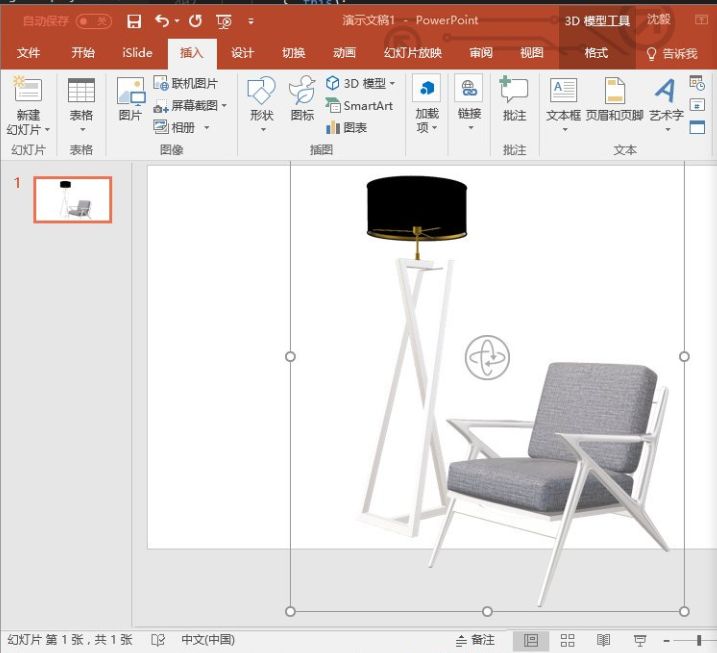 自动保存 关 演示文稿1 - PowerPoint 3D 模型工具 沈毅
文件 开始 iSlide 插入 设计 切换 动画 幻灯片放映 审阅 视图 格式 告诉我
新建
幻灯片
表格
图片
联机图片
屏幕截图
相册
形状
图标
3D 模型
SmartArt
图表
加载
项
链接
批注
文本框
页眉和页脚
艺术字
幻灯片 表格 图像 插图 批注 文本
1
幻灯片 第 1 张，共 1 张 中文(中国) 备注